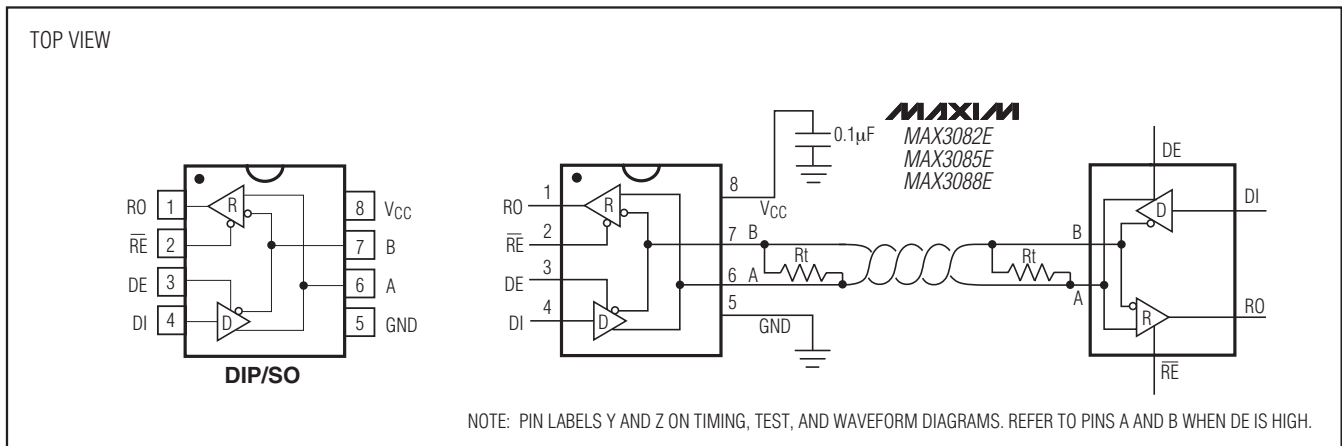 TOP VIEW
RO 1
RE 2
DE 3
DI 4
8 VCC
7 B
6 A
5 GND
R
D
DIP/SO
RO 1
RE 2
DE 3
DI 4
R
D
8
VCC
7 B
6 A
5
GND
0.1µF
MAXIM
MAX3082E
MAX3085E
MAX3088E
Rt
Rt
B
A
DE
D
DI
R
RO
RE
NOTE: PIN LABELS Y AND Z ON TIMING, TEST, AND WAVEFORM DIAGRAMS. REFER TO PINS A AND B WHEN DE IS HIGH.